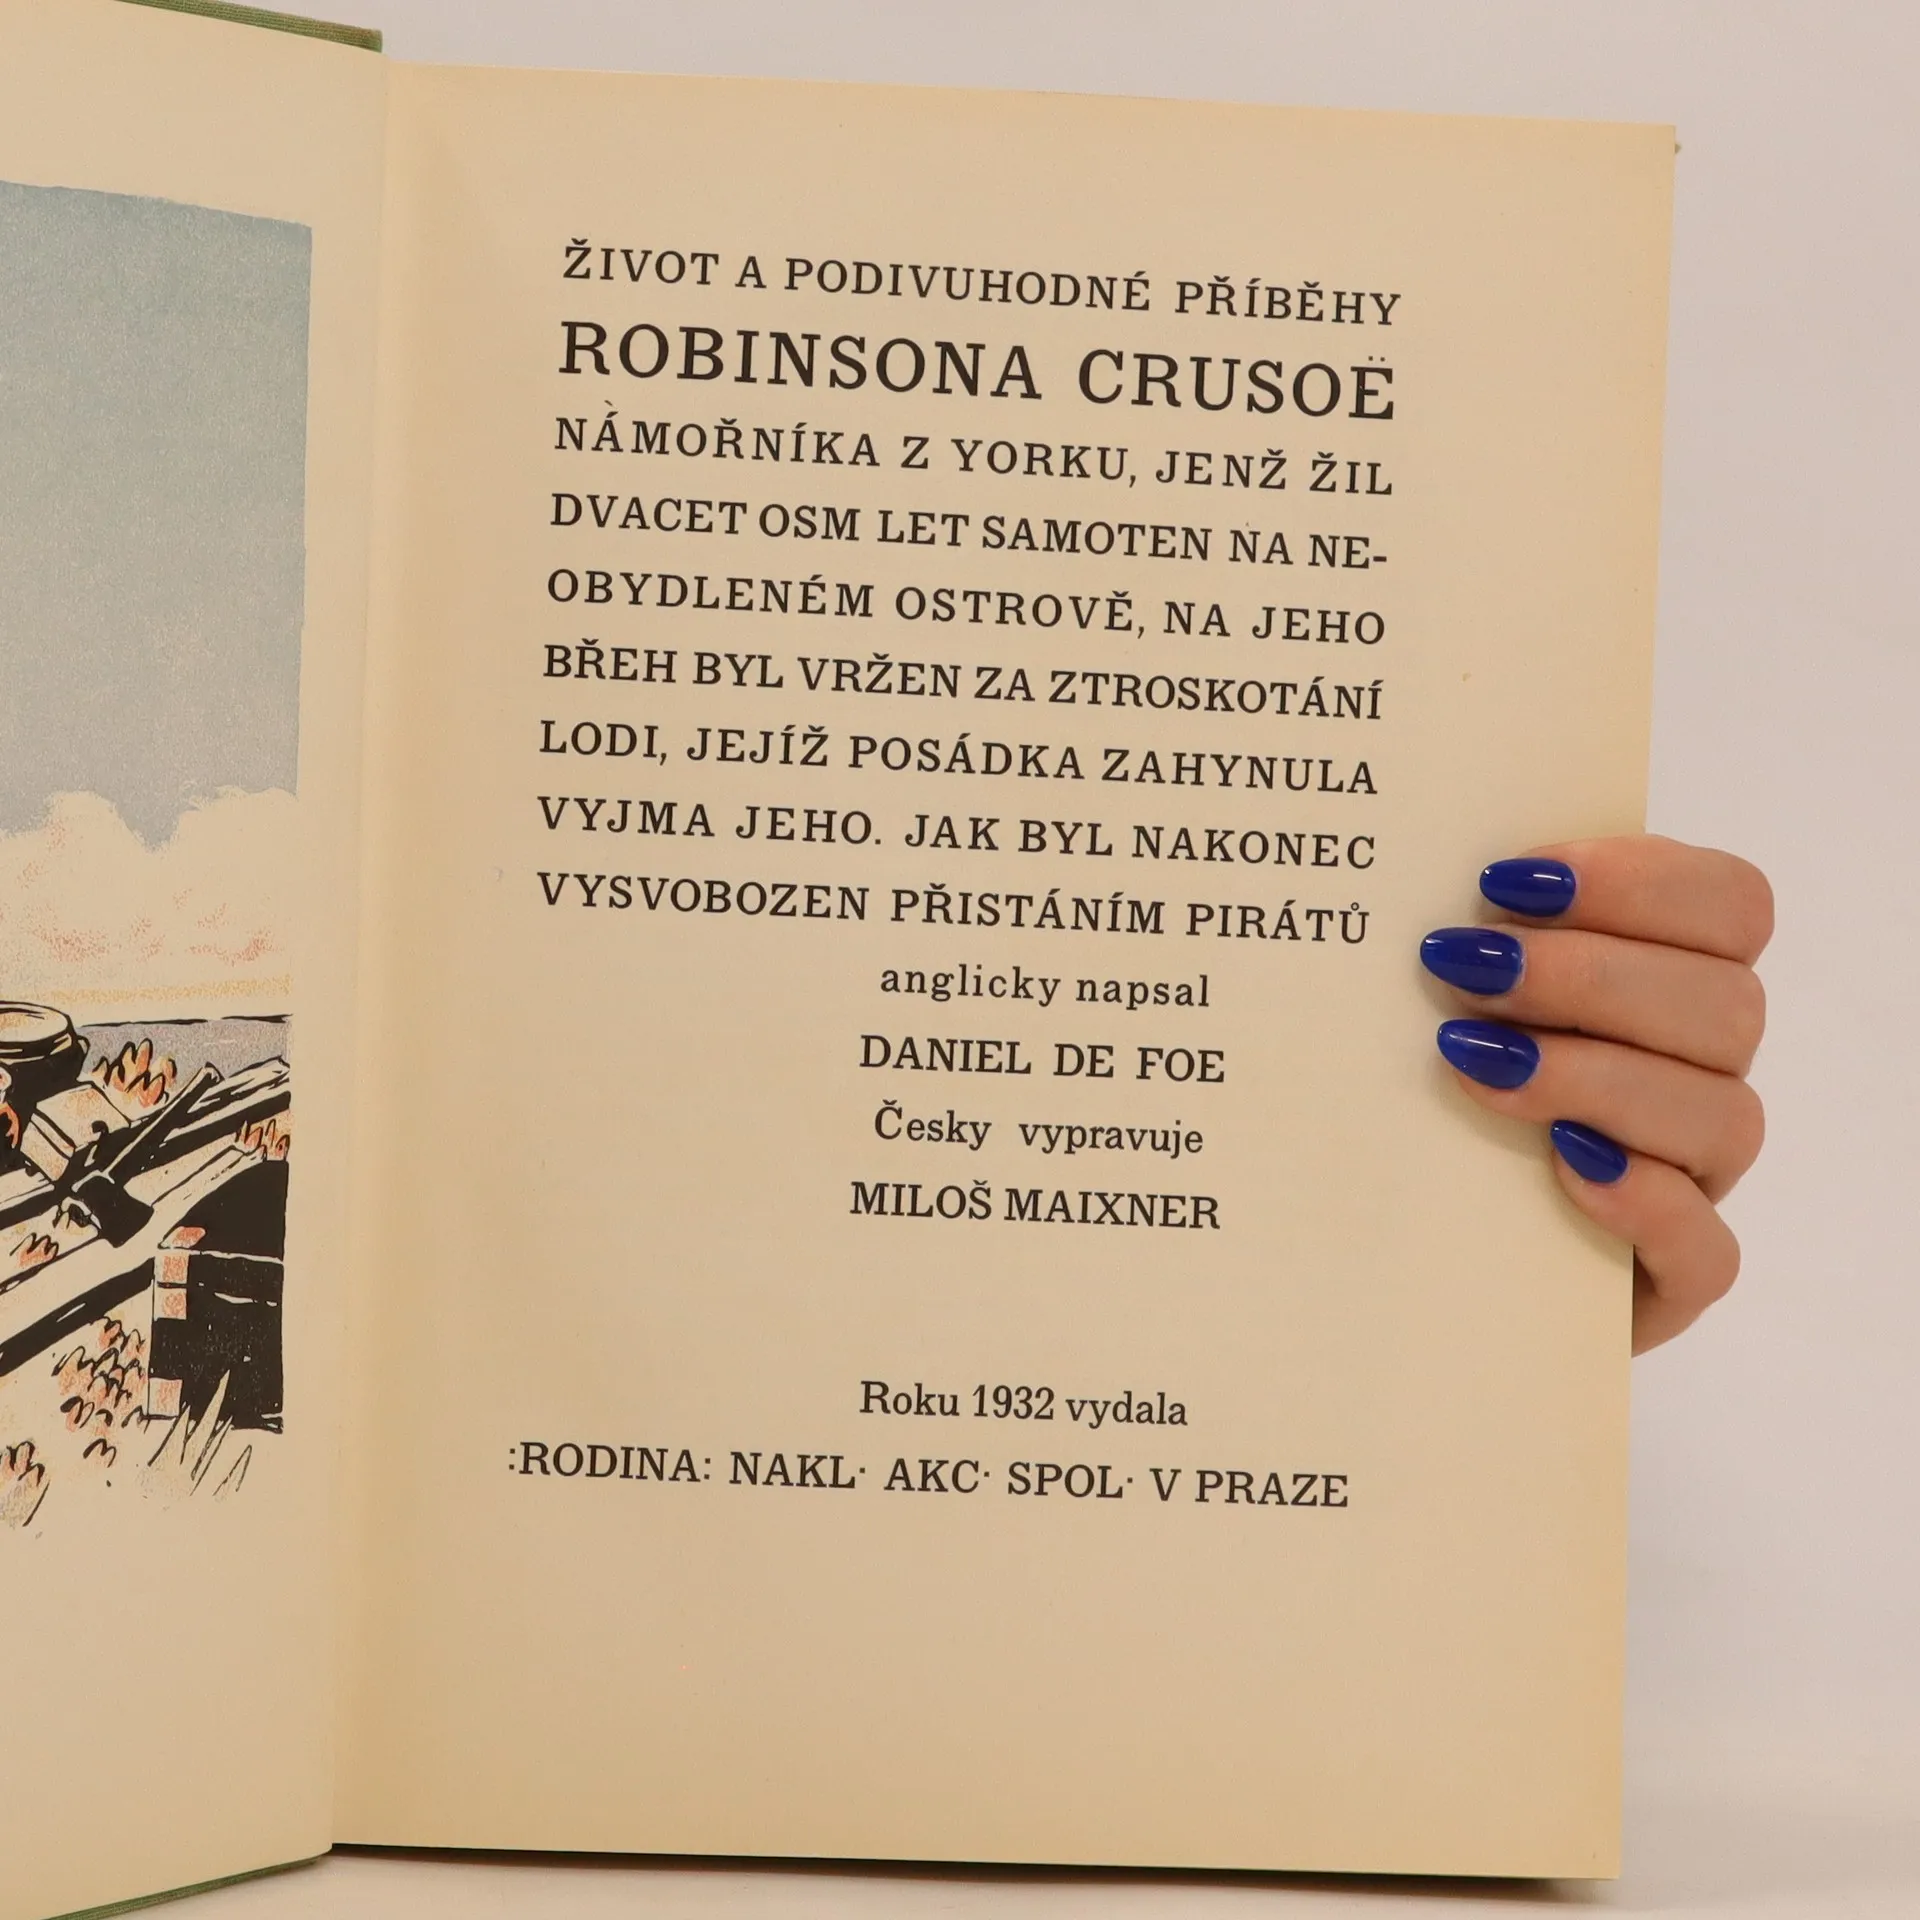 ŽIVOT A PODIVUHODNÉ PŘÍBĚHY
ROBINSONA CRUSOË
NÁMOŘNÍKA Z YORKU, JENŽ ŽIL
DVACET OSM LET SAMOTEN NA NE-
OBYDLENÉM OSTROVĚ, NA JEHO
BŘEH BYL VRŽEN ZA ZTROSKOTÁNÍ
LODI, JEJÍŽ POSÁDKA ZAHYNULA
VYJMA JEHO. JAK BYL NAKONEC
VYSVOBOZEN PŘISTÁNÍM PIRÁTŮ
anglicky napsal
DANIEL DE FOE
Česky vypravuje
MILOŠ MAIXNER
Roku 1932 vydala
:RODINA: NAKL· AKC· SPOL· V PRAZE